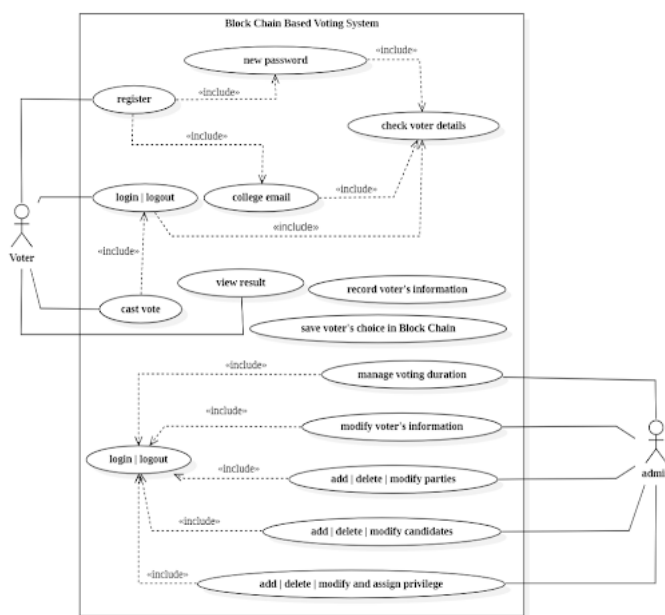 Block Chain Based Voting System
«include»
new password
«include»
register
check voter details
«include»
«include»
login | logout
college email
«include»
Voter
«include»
view result
record voter's information
cast vote
save voter's choice in Block Chain
«include»
manage voting duration
«include»
modify voter's information
login | logout
«include»
admi
add | delete | modify parties
«include»
add | delete | modify candidates
«include»
add | delete | modify and assign privilege